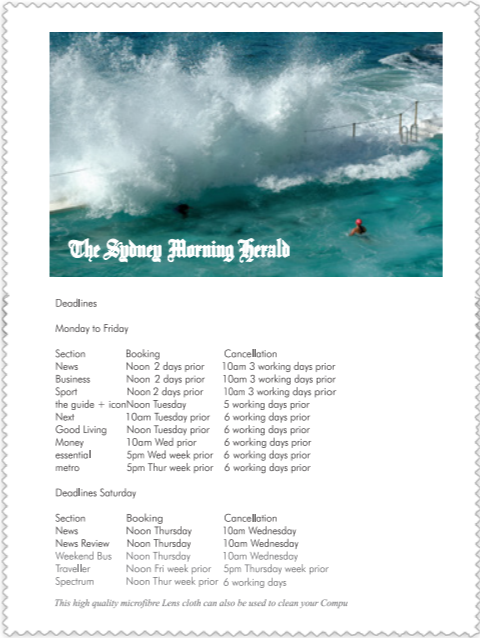 The Sydney Morning Herald
Deadlines
Monday to Friday
Section Booking Cancellation
News Noon 2 days prior 10am 3 working days prior
Business Noon 2 days prior 10am 3 working days prior
Sport Noon 2 days prior 10am 3 working days prior
the guide + icon Noon Tuesday 5 working days prior
Next 10am Tuesday prior 6 working days prior
Good Living Noon Tuesday prior 6 working days prior
Money 10am Wed prior 6 working days prior
essential 5pm Wed week prior 6 working days prior
metro 5pm Thur week prior 6 working days prior
Deadlines Saturday
Section Booking Cancellation
News Noon Thursday 10am Wednesday
News Review Noon Thursday 10am Wednesday
Weekend Bus Noon Thursday 10am Wednesday
Traveller Noon Fri week prior 5pm Thursday week prior
Spectrum Noon Thur week prior 6 working days
This high quality microfibre Lens cloth can also be used to clean your Compu